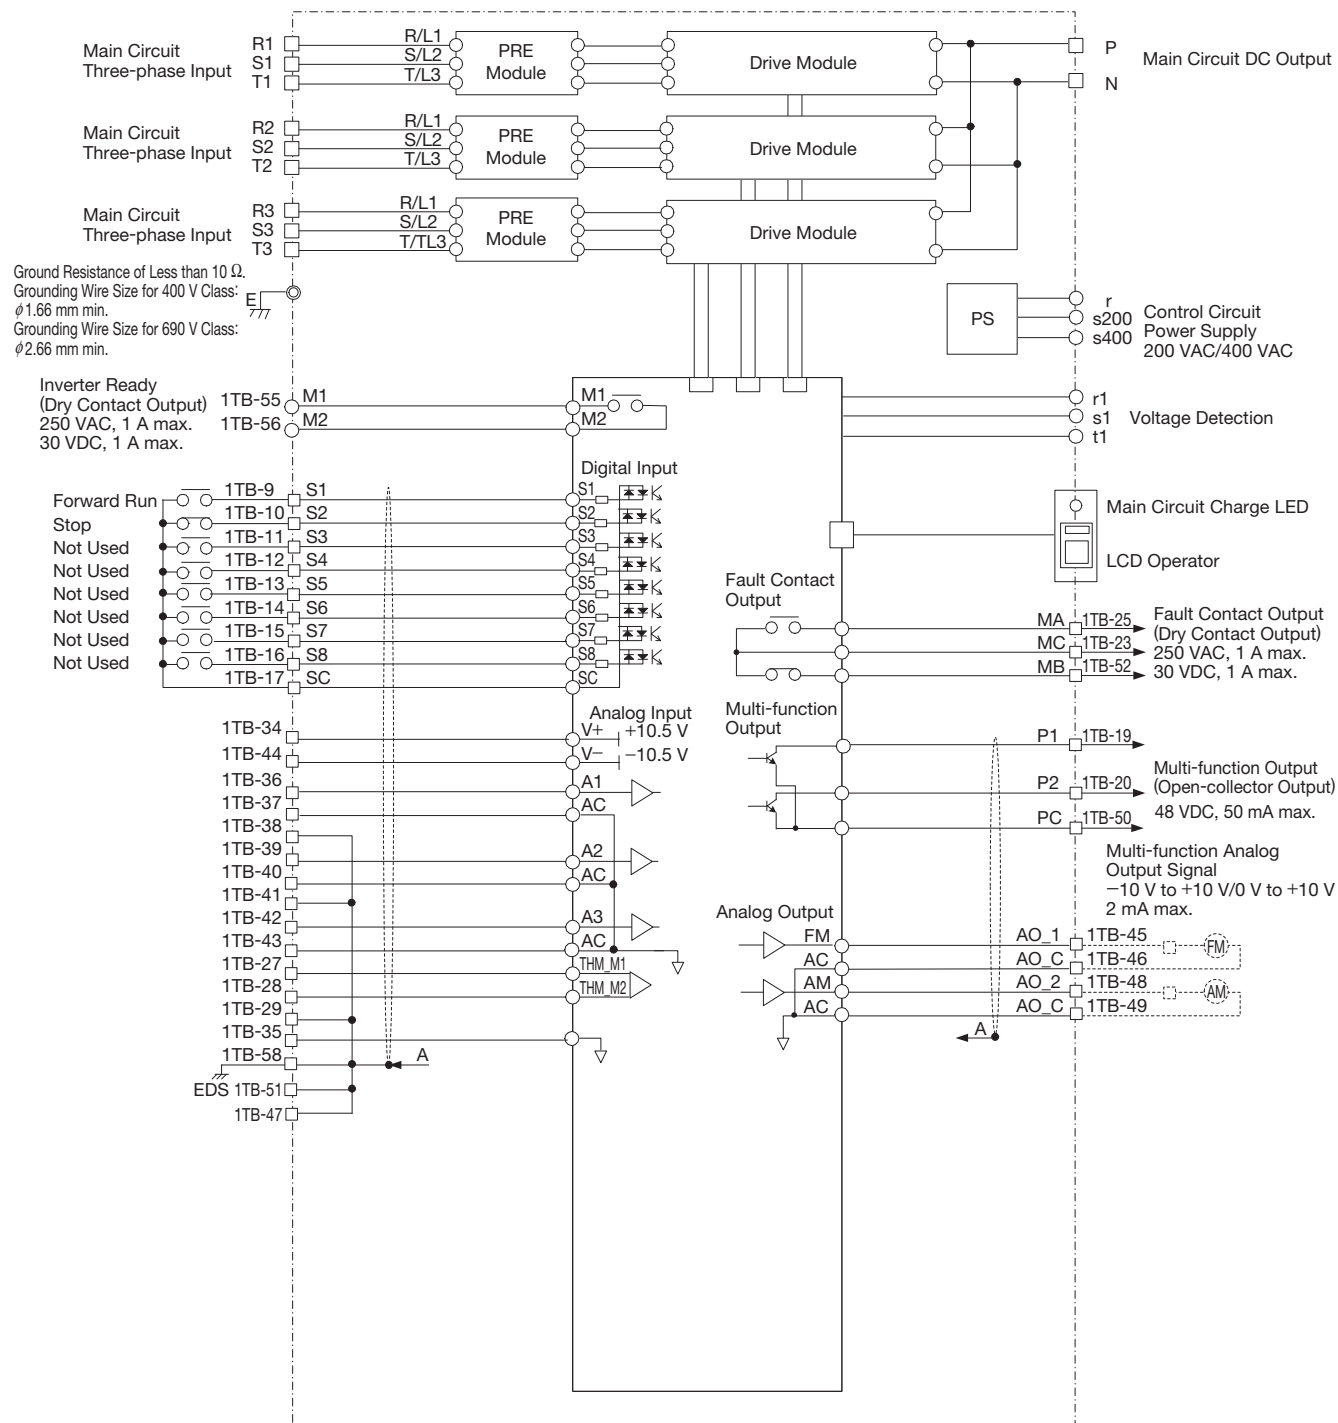 Main Circuit
Three-phase Input
R1
S1
T1
R/L1
S/L2
T/L3
PRE
Module
Drive Module
P
N
Main Circuit DC Output
Main Circuit
Three-phase Input
R2
S2
T2
R/L1
S/L2
T/L3
PRE
Module
Drive Module
Main Circuit
Three-phase Input
R3
S3
T3
R/L1
S/L2
T/TL3
PRE
Module
Drive Module
Ground Resistance of Less than 10 Ω.
Grounding Wire Size for 400 V Class:
φ1.66 mm min.
Grounding Wire Size for 690 V Class:
φ2.66 mm min.
E
PS
r
s200
s400
Control Circuit
Power Supply
200 VAC/400 VAC
Inverter Ready
(Dry Contact Output)
250 VAC, 1 A max.
30 VDC, 1 A max.
1TB-55 M1
1TB-56 M2
M1
M2
r1
s1
t1
Voltage Detection
Digital Input
Forward Run 1TB-9 S1 S1
Stop 1TB-10 S2 S2
Not Used 1TB-11 S3 S3
Not Used 1TB-12 S4 S4
Not Used 1TB-13 S5 S5
Not Used 1TB-14 S6 S6
Not Used 1TB-15 S7 S7
Not Used 1TB-16 S8 S8
1TB-17 SC SC
Main Circuit Charge LED
LCD Operator
Fault Contact
Output
MA 1TB-25
MC 1TB-23
MB 1TB-52
Fault Contact Output
(Dry Contact Output)
250 VAC, 1 A max.
30 VDC, 1 A max.
Analog Input
1TB-34 V+ +10.5 V
1TB-44 V− −10.5 V
1TB-36 A1
1TB-37 AC
1TB-38
1TB-39 A2
1TB-40 AC
1TB-41
1TB-42 A3
1TB-43 AC
1TB-27 THM_M1
1TB-28 THM_M2
1TB-29
1TB-35
1TB-58 A
EDS 1TB-51
1TB-47
Multi-function
Output
P1 1TB-19
P2 1TB-20
PC 1TB-50
Multi-function Output
(Open-collector Output)
48 VDC, 50 mA max.
Multi-function Analog
Output Signal
−10 V to +10 V/0 V to +10 V
2 mA max.
Analog Output
FM AO_1 1TB-45 FM
AC AO_C 1TB-46
AM AO_2 1TB-48 AM
AC AO_C 1TB-49
A